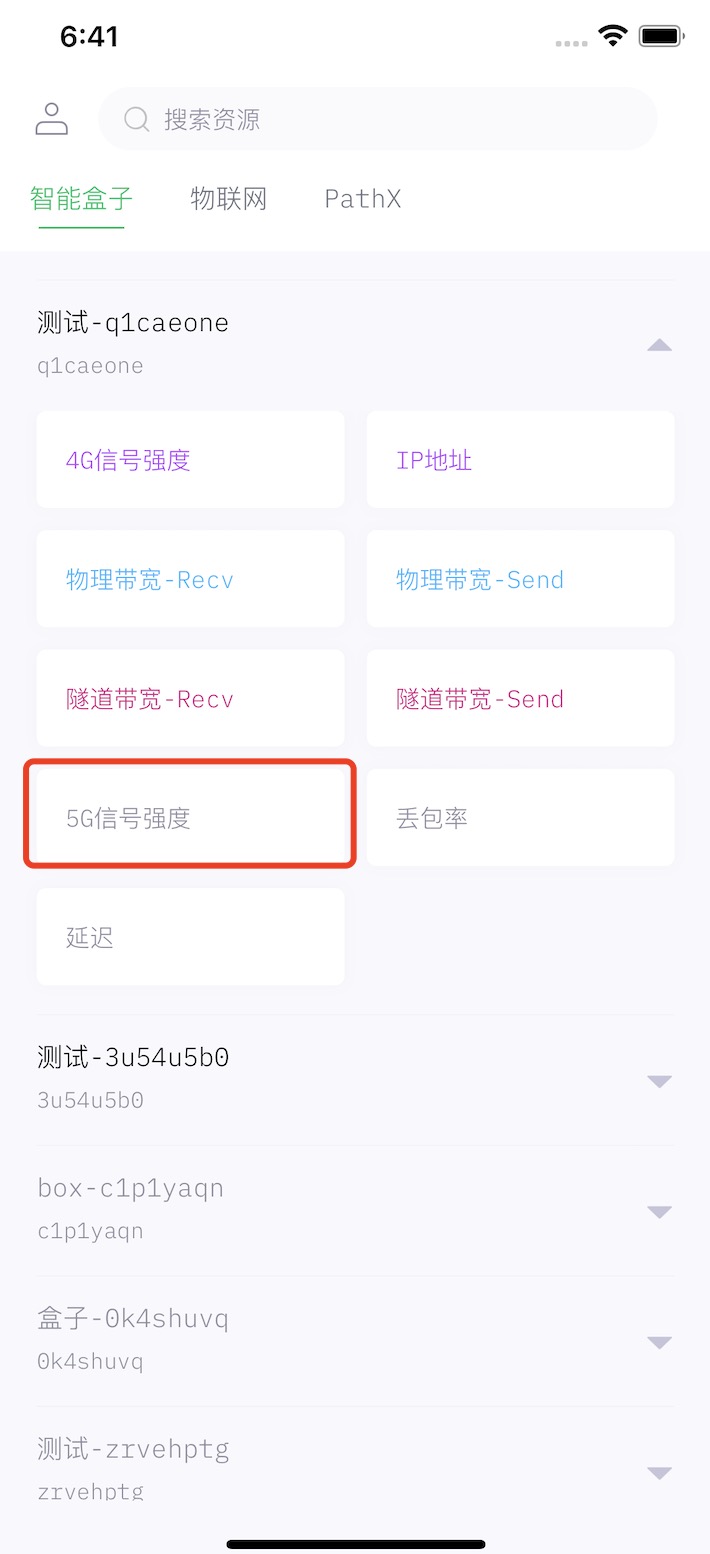 6:41
搜索资源
智能盒子 物联网 PathX
测试-q1caeone
q1caeone
4G信号强度 IP地址
物理带宽-Recv 物理带宽-Send
隧道带宽-Recv 隧道带宽-Send
5G信号强度 丢包率
延迟
测试-3u54u5b0
3u54u5b0
box-c1p1yaqn
c1p1yaqn
盒子-0k4shuvq
0k4shuvq
测试-zrvehptg
zrvehptg